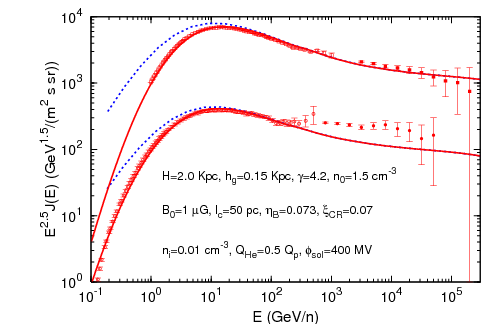 E^2.5 J(E) (GeV^1.5/(m^2 s sr))
10^4
10^3
10^2
10^1
10^0
H=2.0 Kpc, h_g=0.15 Kpc, γ=4.2, n_0=1.5 cm^-3
B_0=1 μG, l_c=50 pc, η_B=0.073, ξ_CR=0.07
n_i=0.01 cm^-3, Q_He=0.5 Q_p, ϕ_sol=400 MV
10^-1 10^0 10^1 10^2 10^3 10^4 10^5
E (GeV/n)